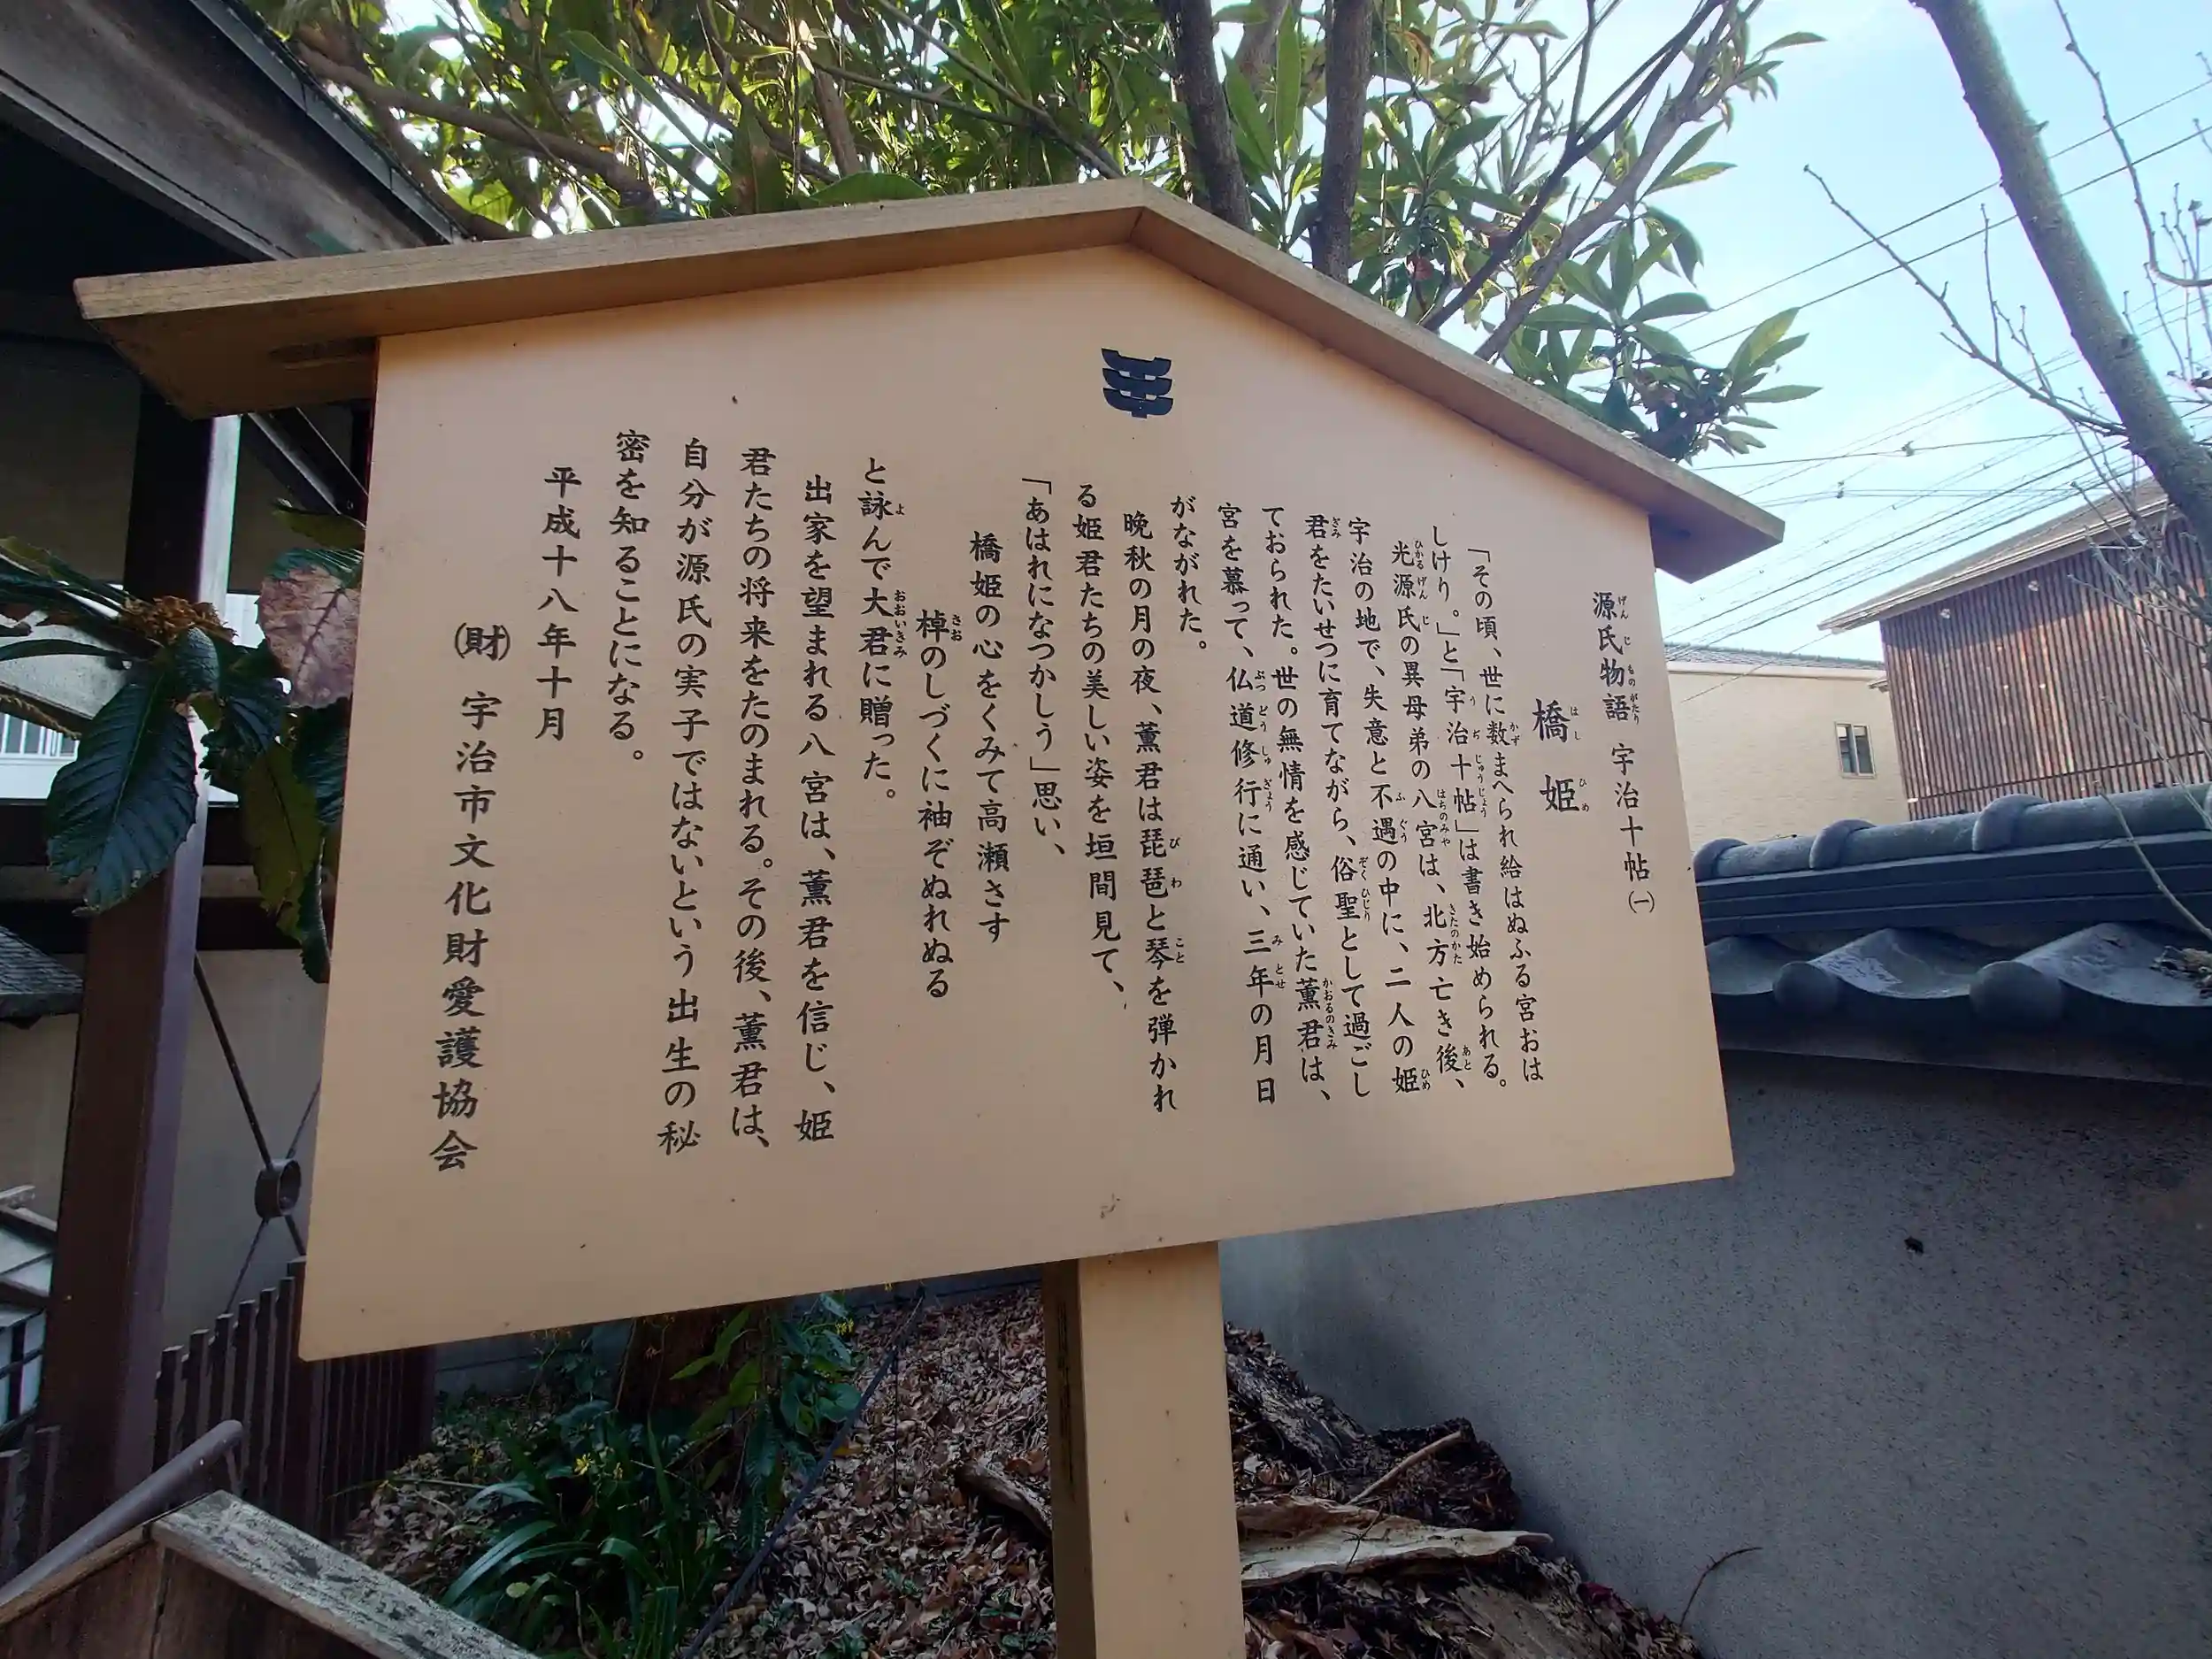 源氏物語 宇治十帖(一)
橋姫
「その頃、世に数まへられ給はぬふる宮おは
しけり。」と「宇治十帖」は書き始められる。
光源氏の異母弟の八宮は、北方亡き後、
宇治の地で、失意と不遇の中に、二人の姫
君をたいせつに育てながら、俗聖として過ごし
ておられた。世の無情を感じていた薫君は、
宮を慕って、仏道修行に通い、三年の月日
がながれた。
晩秋の月の夜、薫君は琵琶と琴を弾かれ
る姫君たちの美しい姿を垣間見て、
「あはれになつかしう」思い、
橋姫の心をくみて高瀬さす
棹のしづくに袖ぞぬれぬる
と詠んで大君に贈った。
出家を望まれる八宮は、薫君を信じ、姫
君たちの将来をたのまれる。その後、薫君は、
自分が源氏の実子ではないという出生の秘
密を知ることになる。
平成十八年十月
(財) 宇治市文化財愛護協会